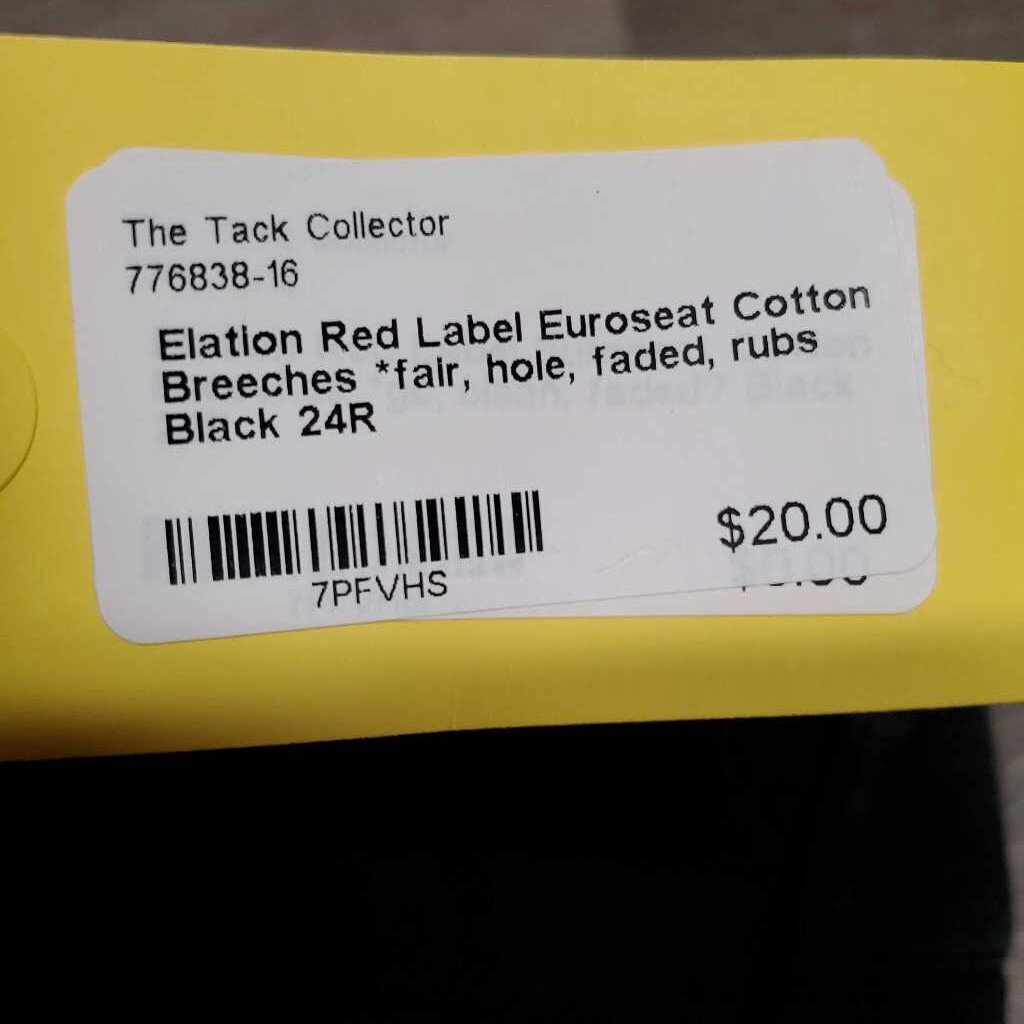 The Tack Collector
776838-16
Elation Red Label Euroseat Cotton
Breeches *fair, hole, faded, rubs
Black 24R
$20.00
7PFVHS